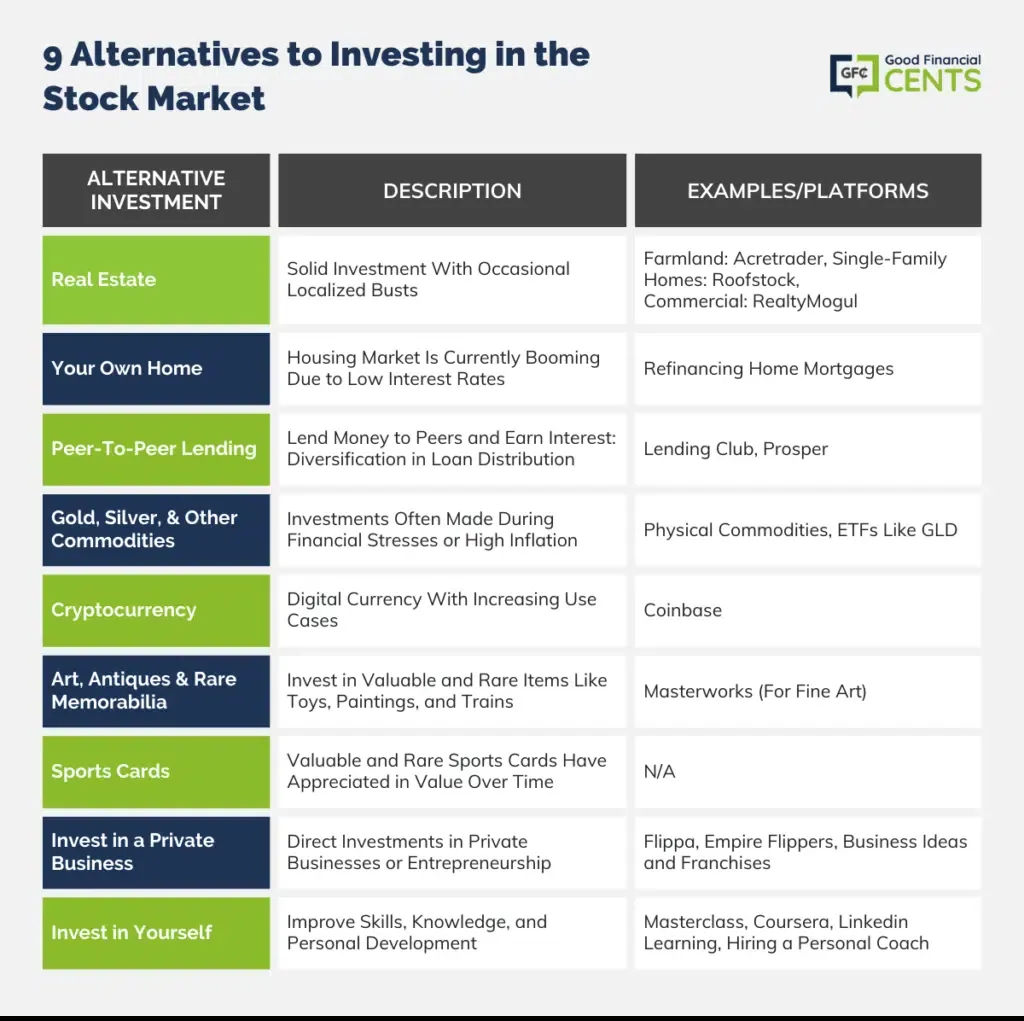 9 Alternatives to Investing in the
Stock Market
GFC
Good Financial
CENTS
ALTERNATIVE
INVESTMENT
DESCRIPTION
EXAMPLES/PLATFORMS
Real Estate
Solid Investment With Occasional
Localized Busts
Farmland: Acretrader, Single-Family
Homes: Roofstock,
Commercial: RealtyMogul
Your Own Home
Housing Market Is Currently Booming
Due to Low Interest Rates
Refinancing Home Mortgages
Peer-To-Peer Lending
Lend Money to Peers and Earn Interest:
Diversification in Loan Distribution
Lending Club, Prosper
Gold, Silver, & Other
Commodities
Investments Often Made During
Financial Stresses or High Inflation
Physical Commodities, ETFs Like GLD
Cryptocurrency
Digital Currency With Increasing Use
Cases
Coinbase
Art, Antiques & Rare
Memorabilia
Invest in Valuable and Rare Items Like
Toys, Paintings, and Trains
Masterworks (For Fine Art)
Sports Cards
Valuable and Rare Sports Cards Have
Appreciated in Value Over Time
N/A
Invest in a Private
Business
Direct Investments in Private
Businesses or Entrepreneurship
Flippa, Empire Flippers, Business Ideas
and Franchises
Invest in Yourself
Improve Skills, Knowledge, and
Personal Development
Masterclass, Coursera, Linkedin
Learning, Hiring a Personal Coach